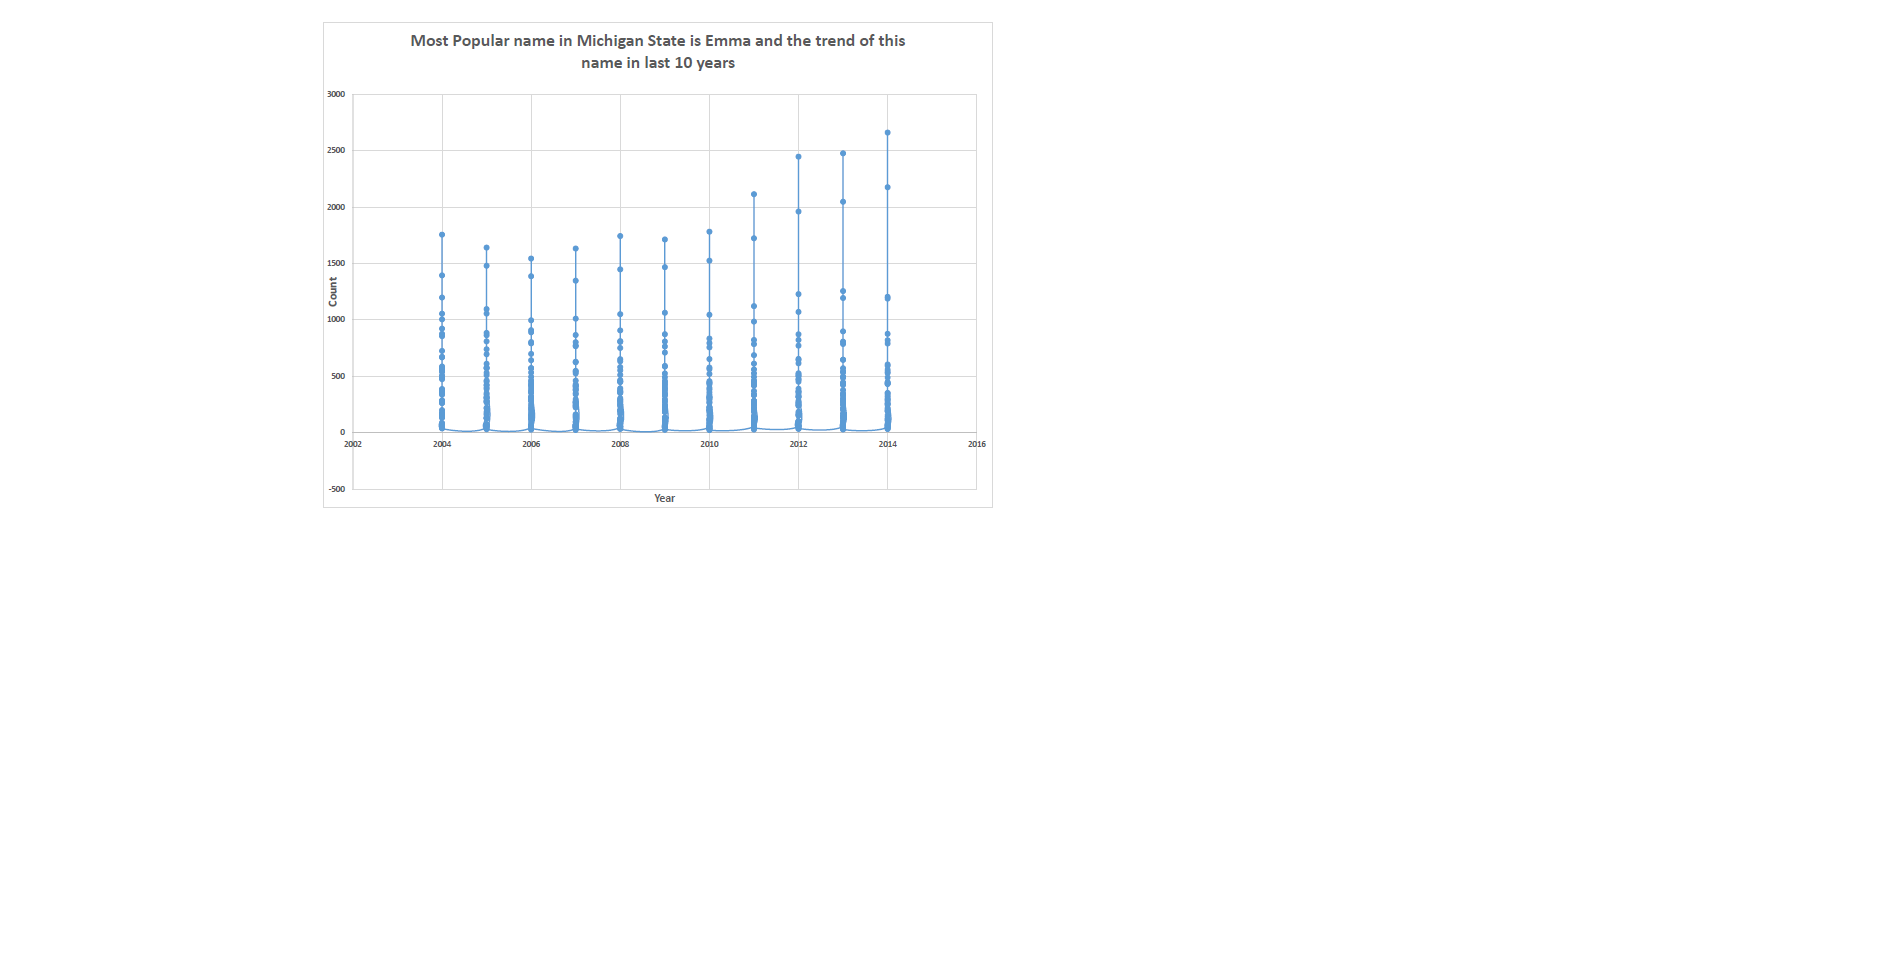 Most Popular name in Michigan State is Emma and the trend of this
name in last 10 years
3000
2500
2000
1500
1000
500
0
-500
Count
2002 2004 2006 2008 2010 2012 2014 2016
Year